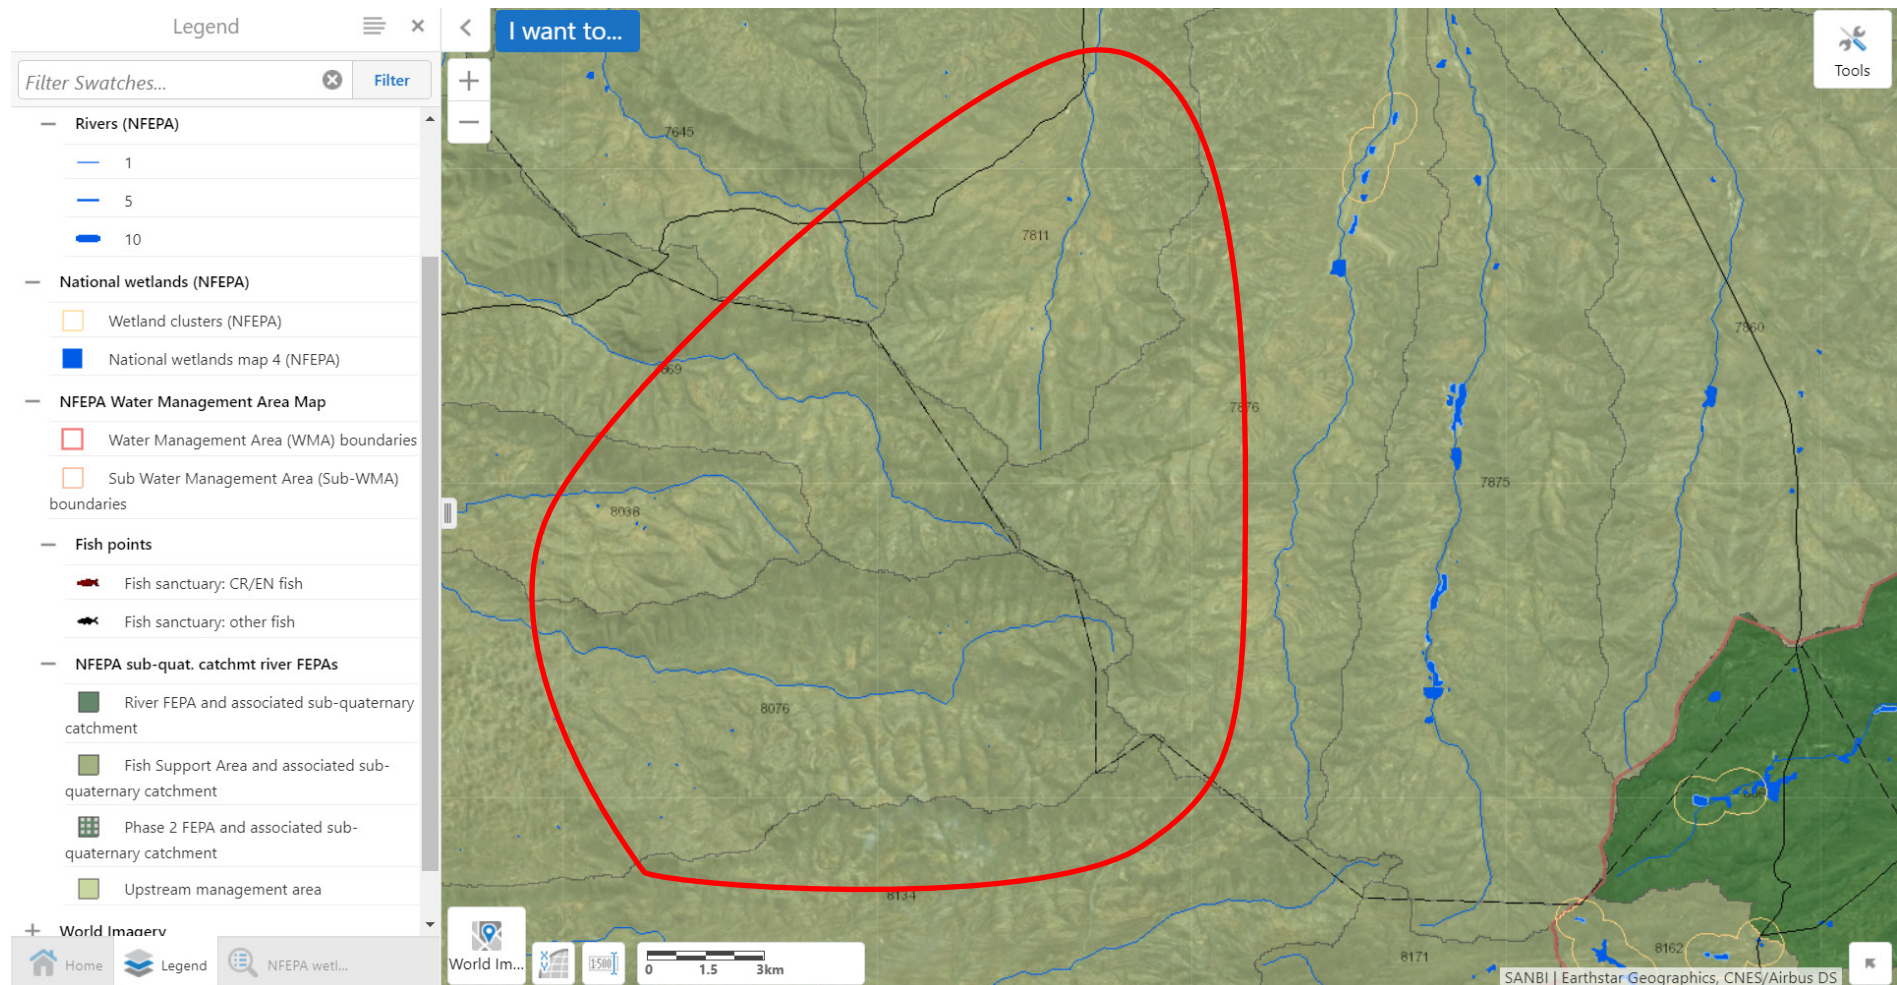 Legend
I want to...
Tools
Filter Swatches...
Filter
Rivers (NFEPA)
1
5
10
National wetlands (NFEPA)
Wetland clusters (NFEPA)
National wetlands map 4 (NFEPA)
NFEPA Water Management Area Map
Water Management Area (WMA) boundaries
Sub Water Management Area (Sub-WMA)
boundaries
Fish points
Fish sanctuary: CR/EN fish
Fish sanctuary: other fish
NFEPA sub-quat. catchmt river FEPAs
River FEPA and associated sub-quaternary
catchment
Fish Support Area and associated sub-
quaternary catchment
Phase 2 FEPA and associated sub-
quaternary catchment
Upstream management area
World Imagery
Home
Legend
NFEPA wetl...
7645
7811
7860
7876
7875
8038
8076
8134
8171
8162
World Im...
1:500
0 1.5 3km
SANBI | Earthstar Geographics, CNES/Airbus DS